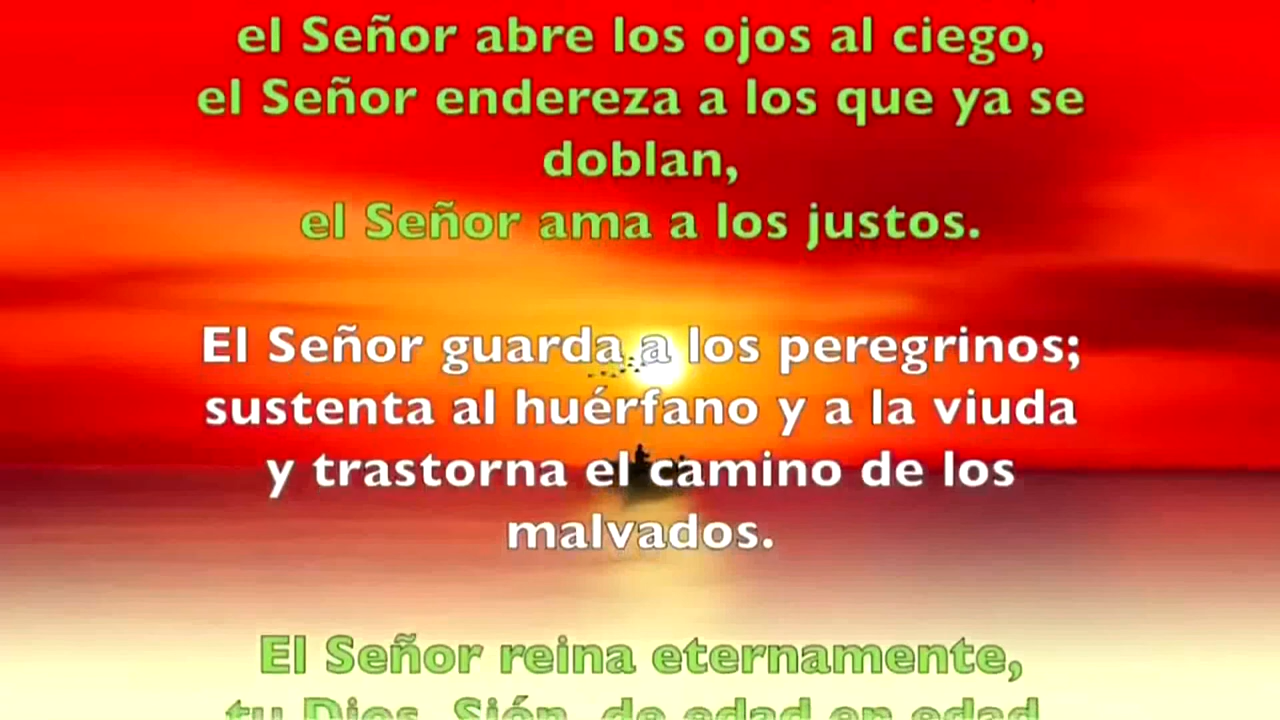 el Señor abre los ojos al ciego,
el Señor endereza a los que ya se
doblan,
el Señor ama a los justos.
El Señor guarda a los peregrinos;
sustenta al huérfano y a la viuda
y trastorna el camino de los
malvados.
El Señor reina eternamente,
tu Dios, Sión, de edad en edad